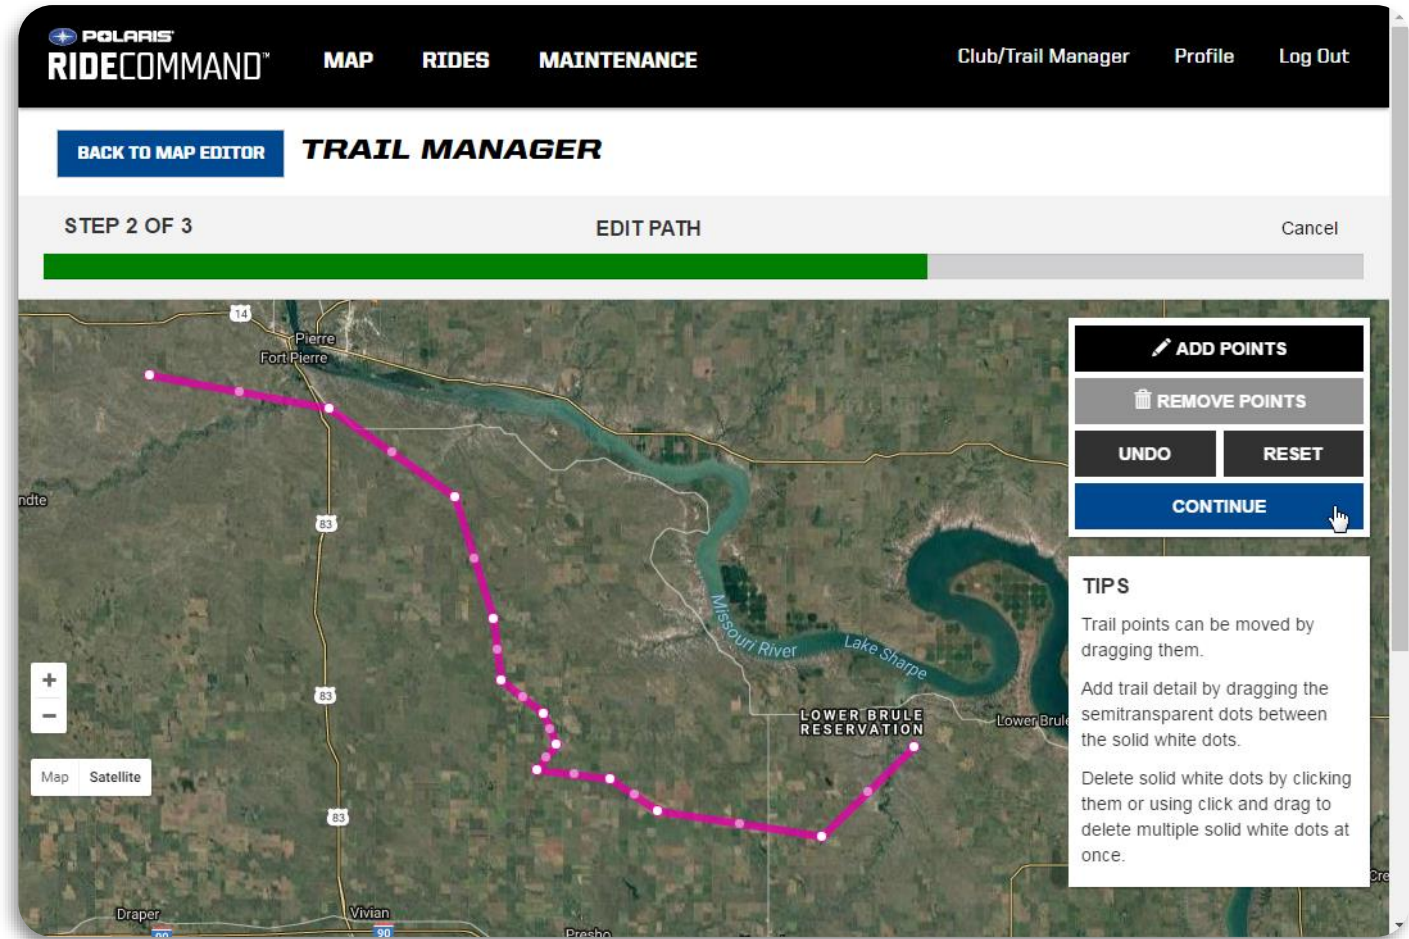 POLARIS
RIDECOMMAND™
MAP
RIDES
MAINTENANCE
Club/Trail Manager
Profile
Log Out
BACK TO MAP EDITOR
TRAIL MANAGER
STEP 2 OF 3
EDIT PATH
Cancel
14
Pierre
Fort Pierre
ADD POINTS
REMOVE POINTS
UNDO
RESET
CONTINUE
ndte
83
TIPS
Trail points can be moved by
dragging them.
Add trail detail by dragging the
semitransparent dots between
the solid white dots.
Delete solid white dots by clicking
them or using click and drag to
delete multiple solid white dots at
once.
Missouri River
Lake Sharpe
+
−
83
LOWER BRULE
RESERVATION
Lower Brule
Map
Satellite
83
Cre
Draper
Vivian
90
90
Presho